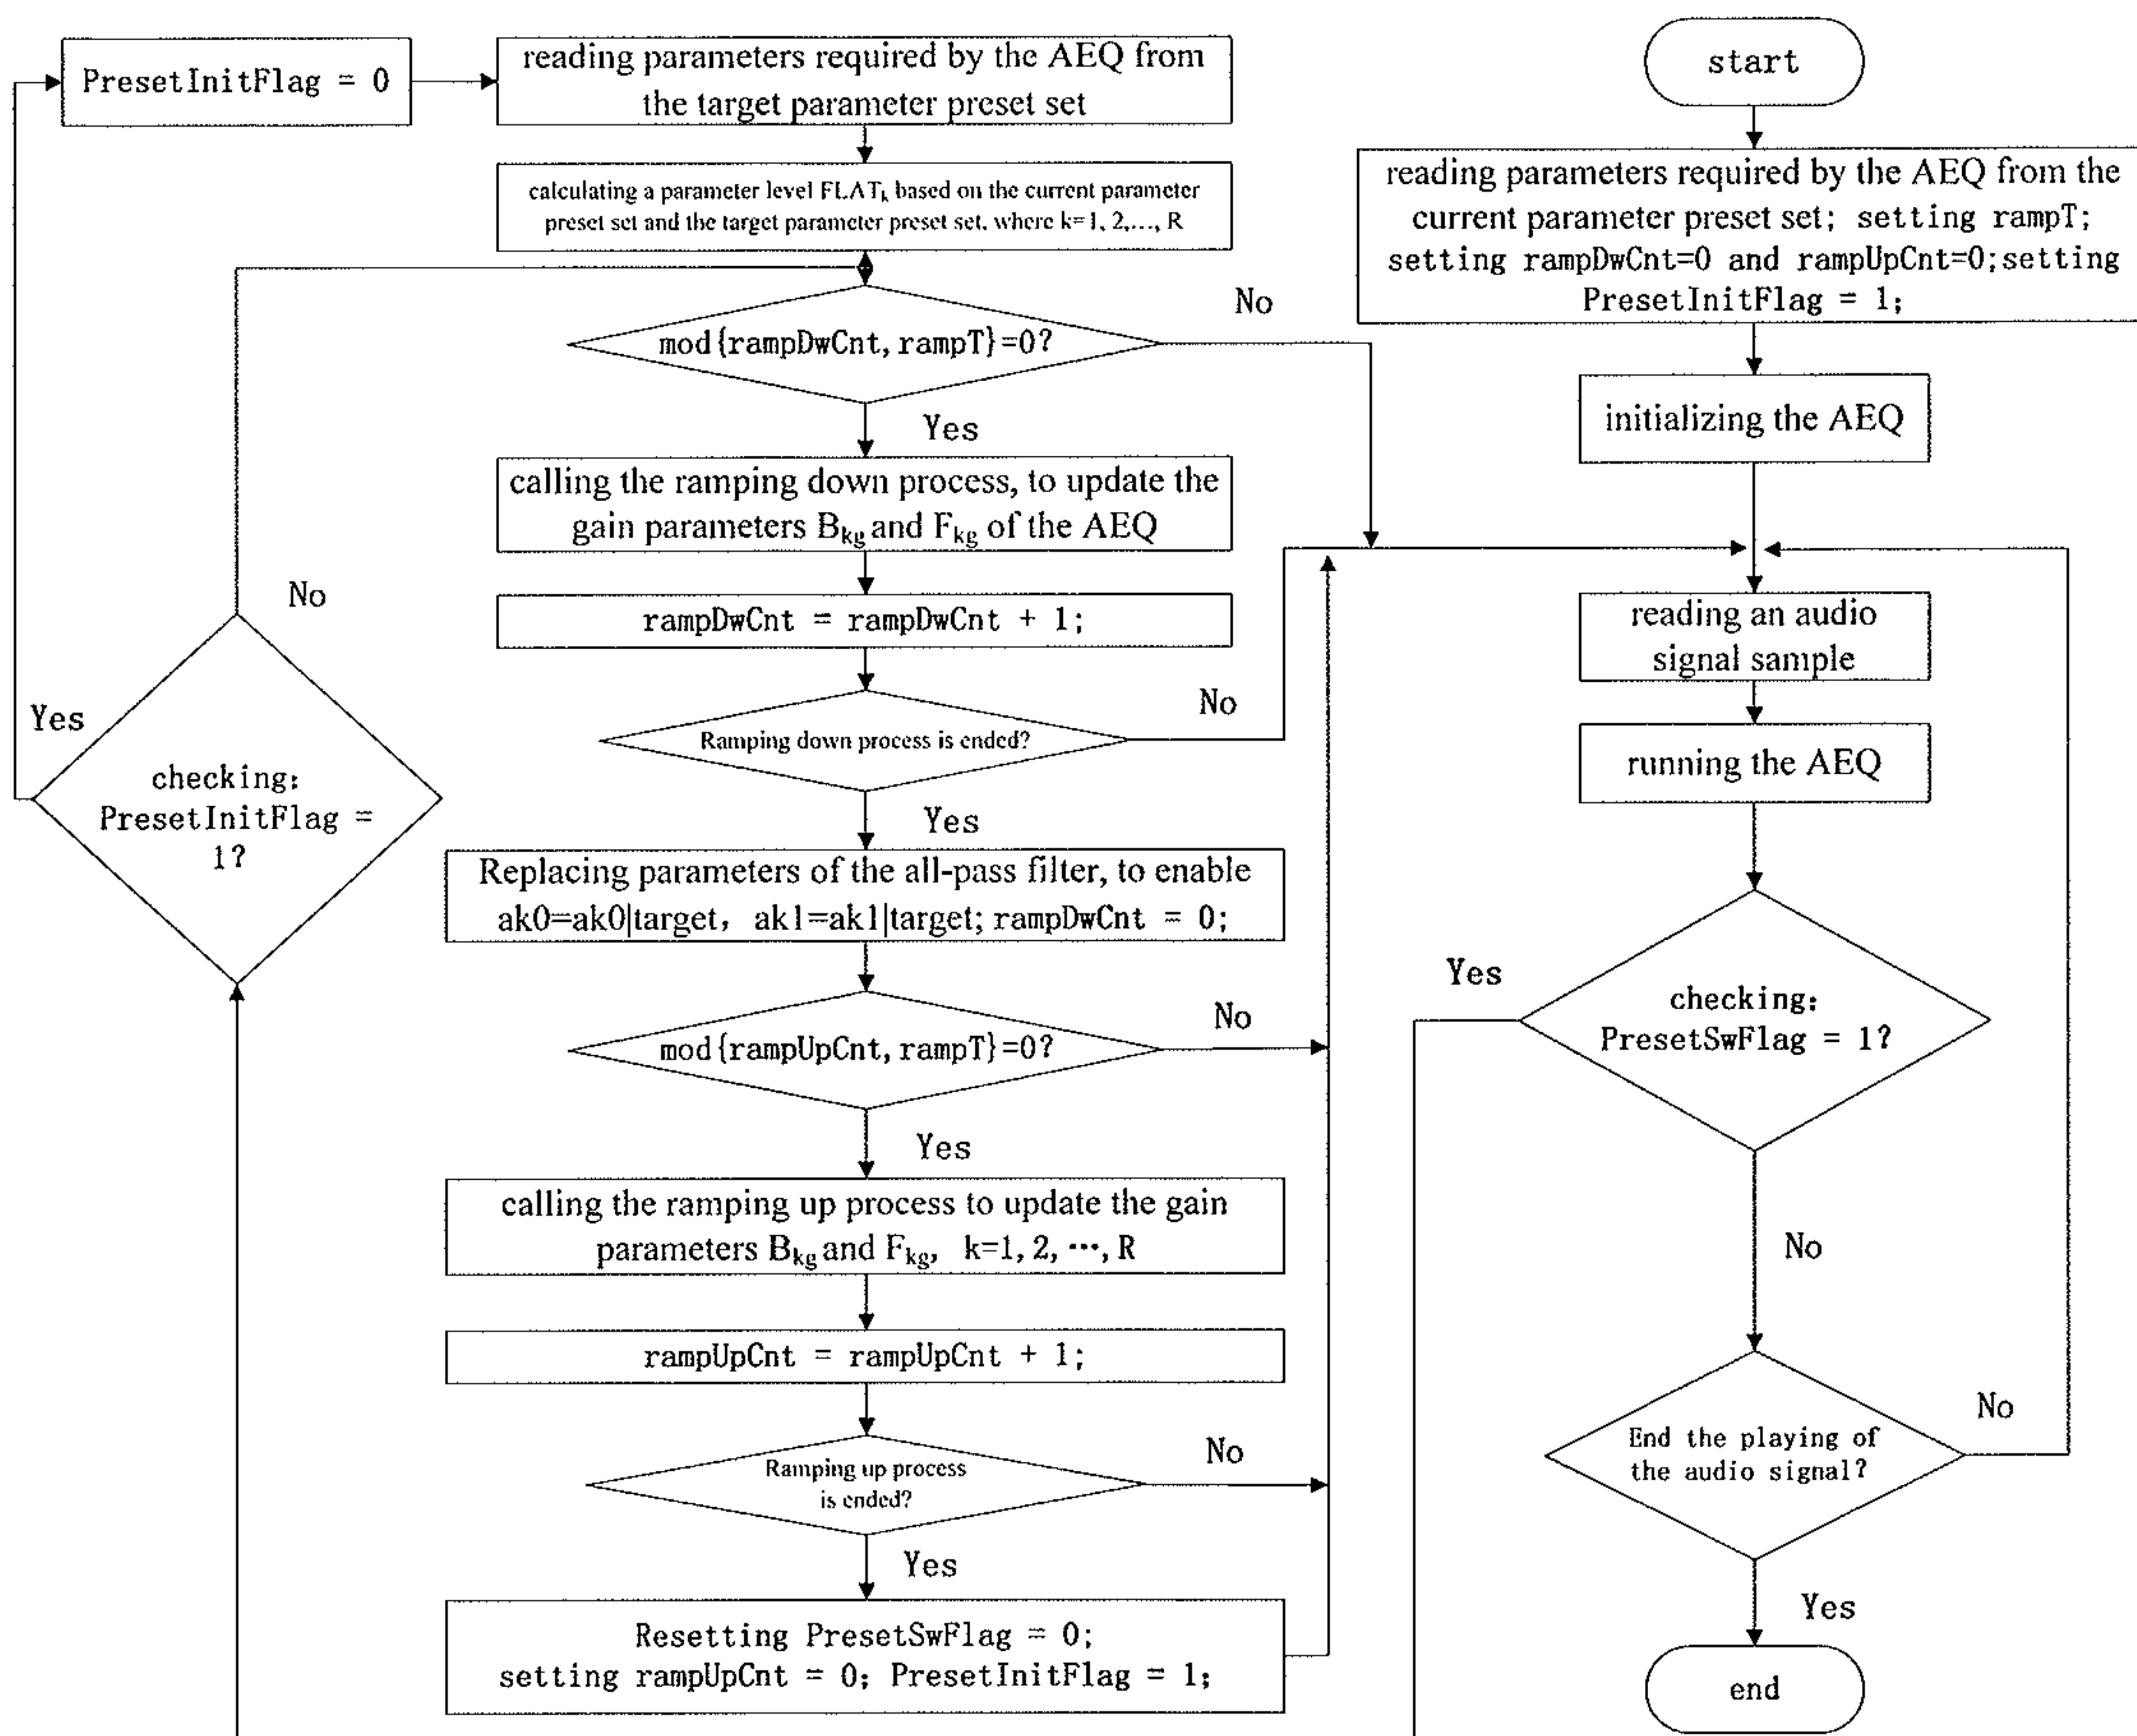 PresetInitFlag = 0
reading parameters required by the AEQ from
the target parameter preset set
calculating a parameter level FLATk based on the current parameter
preset set and the target parameter preset set, where k=1, 2,..., R
No
mod{rampDwCnt, rampT}=0?
Yes
calling the ramping down process, to update the
gain parameters Bkg and Fkg of the AEQ
No
rampDwCnt = rampDwCnt + 1;
Yes
No
Ramping down process is ended?
checking:
PresetInitFlag =
1?
Yes
Replacing parameters of the all-pass filter, to enable
ak0=ak0|target, ak1=ak1|target; rampDwCnt = 0;
No
mod{rampUpCnt, rampT}=0?
Yes
calling the ramping up process to update the gain
parameters Bkg and Fkg, k=1, 2, ···, R
rampUpCnt = rampUpCnt + 1;
No
Ramping up process
is ended?
Yes
Resetting PresetSwFlag = 0;
setting rampUpCnt = 0; PresetInitFlag = 1;
start
reading parameters required by the AEQ from the
current parameter preset set; setting rampT;
setting rampDwCnt=0 and rampUpCnt=0;setting
PresetInitFlag = 1;
initializing the AEQ
reading an audio
signal sample
running the AEQ
Yes
checking:
PresetSwFlag = 1?
No
No
End the playing of
the audio signal?
Yes
end